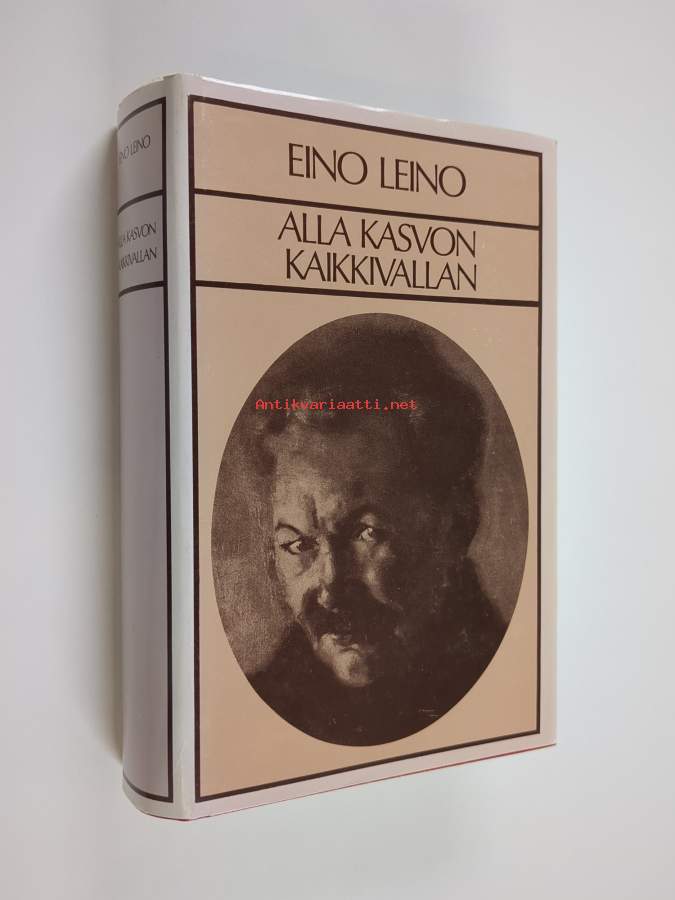 EINO LEINO
ALLA KASVON
KAIKKIVALLAN
EINO LEINO
ALLA KASVON
KAIKKIVALLAN
Antikvariaatti.net